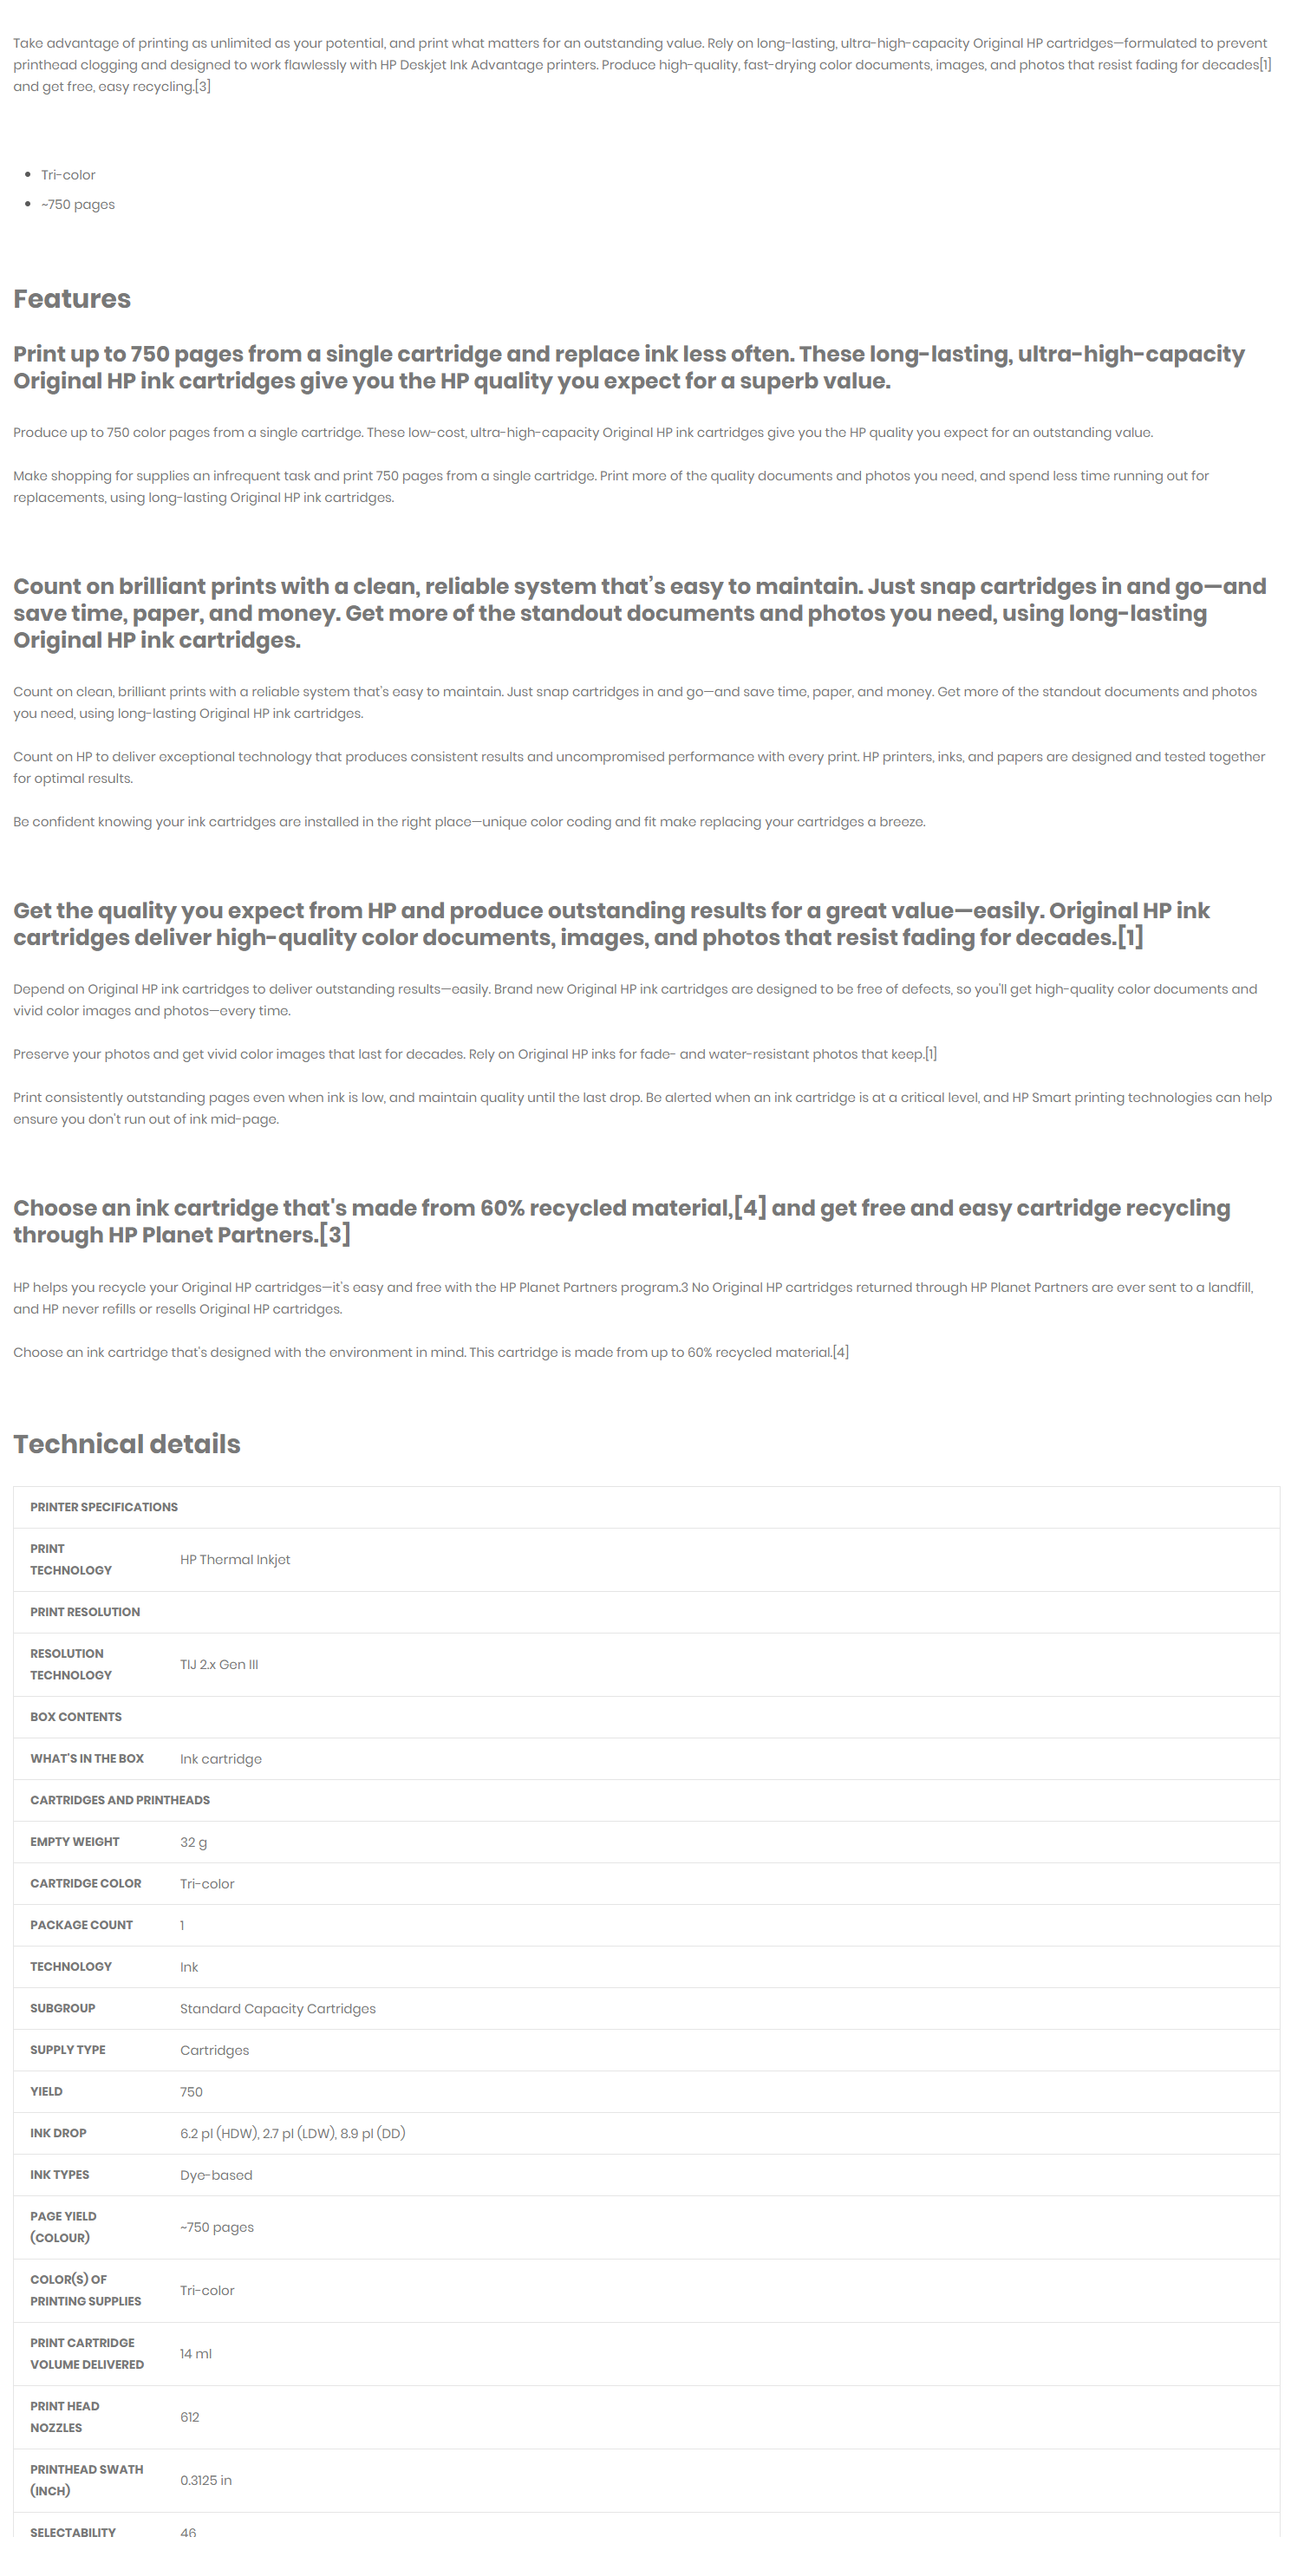 Take advantage of printing as unlimited as your potential, and print what matters for an outstanding value. Rely on long-lasting, ultra-high-capacity Original HP cartridges—formulated to prevent
printhead clogging and designed to work flawlessly with HP Deskjet Ink Advantage printers. Produce high-quality, fast-drying color documents, images, and photos that resist fading for decades[1]
and get free, easy recycling.[3]
• Tri-color
• ~750 pages
Features
Print up to 750 pages from a single cartridge and replace ink less often. These long-lasting, ultra-high-capacity
Original HP ink cartridges give you the HP quality you expect for a superb value.
Produce up to 750 color pages from a single cartridge. These low-cost, ultra-high-capacity Original HP ink cartridges give you the HP quality you expect for an outstanding value.
Make shopping for supplies an infrequent task and print 750 pages from a single cartridge. Print more of the quality documents and photos you need, and spend less time running out for
replacements, using long-lasting Original HP ink cartridges.
Count on brilliant prints with a clean, reliable system that’s easy to maintain. Just snap cartridges in and go—and
save time, paper, and money. Get more of the standout documents and photos you need, using long-lasting
Original HP ink cartridges.
Count on clean, brilliant prints with a reliable system that's easy to maintain. Just snap cartridges in and go—and save time, paper, and money. Get more of the standout documents and photos
you need, using long-lasting Original HP ink cartridges.
Count on HP to deliver exceptional technology that produces consistent results and uncompromised performance with every print. HP printers, inks, and papers are designed and tested together
for optimal results.
Be confident knowing your ink cartridges are installed in the right place—unique color coding and fit make replacing your cartridges a breeze.
Get the quality you expect from HP and produce outstanding results for a great value—easily. Original HP ink
cartridges deliver high-quality color documents, images, and photos that resist fading for decades.[1]
Depend on Original HP ink cartridges to deliver outstanding results—easily. Brand new Original HP ink cartridges are designed to be free of defects, so you'll get high-quality color documents and
vivid color images and photos—every time.
Preserve your photos and get vivid color images that last for decades. Rely on Original HP inks for fade- and water-resistant photos that keep.[1]
Print consistently outstanding pages even when ink is low, and maintain quality until the last drop. Be alerted when an ink cartridge is at a critical level, and HP Smart printing technologies can help
ensure you don't run out of ink mid-page.
Choose an ink cartridge that's made from 60% recycled material,[4] and get free and easy cartridge recycling
through HP Planet Partners.[3]
HP helps you recycle your Original HP cartridges—it's easy and free with the HP Planet Partners program.3 No Original HP cartridges returned through HP Planet Partners are ever sent to a landfill,
and HP never refills or resells Original HP cartridges.
Choose an ink cartridge that's designed with the environment in mind. This cartridge is made from up to 60% recycled material.[4]
Technical details
PRINTER SPECIFICATIONS
PRINT
TECHNOLOGY
HP Thermal Inkjet
PRINT RESOLUTION
RESOLUTION
TECHNOLOGY
TIJ 2.x Gen III
BOX CONTENTS
WHAT'S IN THE BOX Ink cartridge
CARTRIDGES AND PRINTHEADS
EMPTY WEIGHT 32 g
CARTRIDGE COLOR Tri-color
PACKAGE COUNT 1
TECHNOLOGY Ink
SUBGROUP Standard Capacity Cartridges
SUPPLY TYPE Cartridges
YIELD 750
INK DROP 6.2 pl (HDW), 2.7 pl (LDW), 8.9 pl (DD)
INK TYPES Dye-based
PAGE YIELD
(COLOUR)
~750 pages
COLOR(S) OF
PRINTING SUPPLIES
Tri-color
PRINT CARTRIDGE
VOLUME DELIVERED
14 ml
PRINT HEAD
NOZZLES
612
PRINTHEAD SWATH
(INCH)
0.3125 in
SELECTABILITY 46